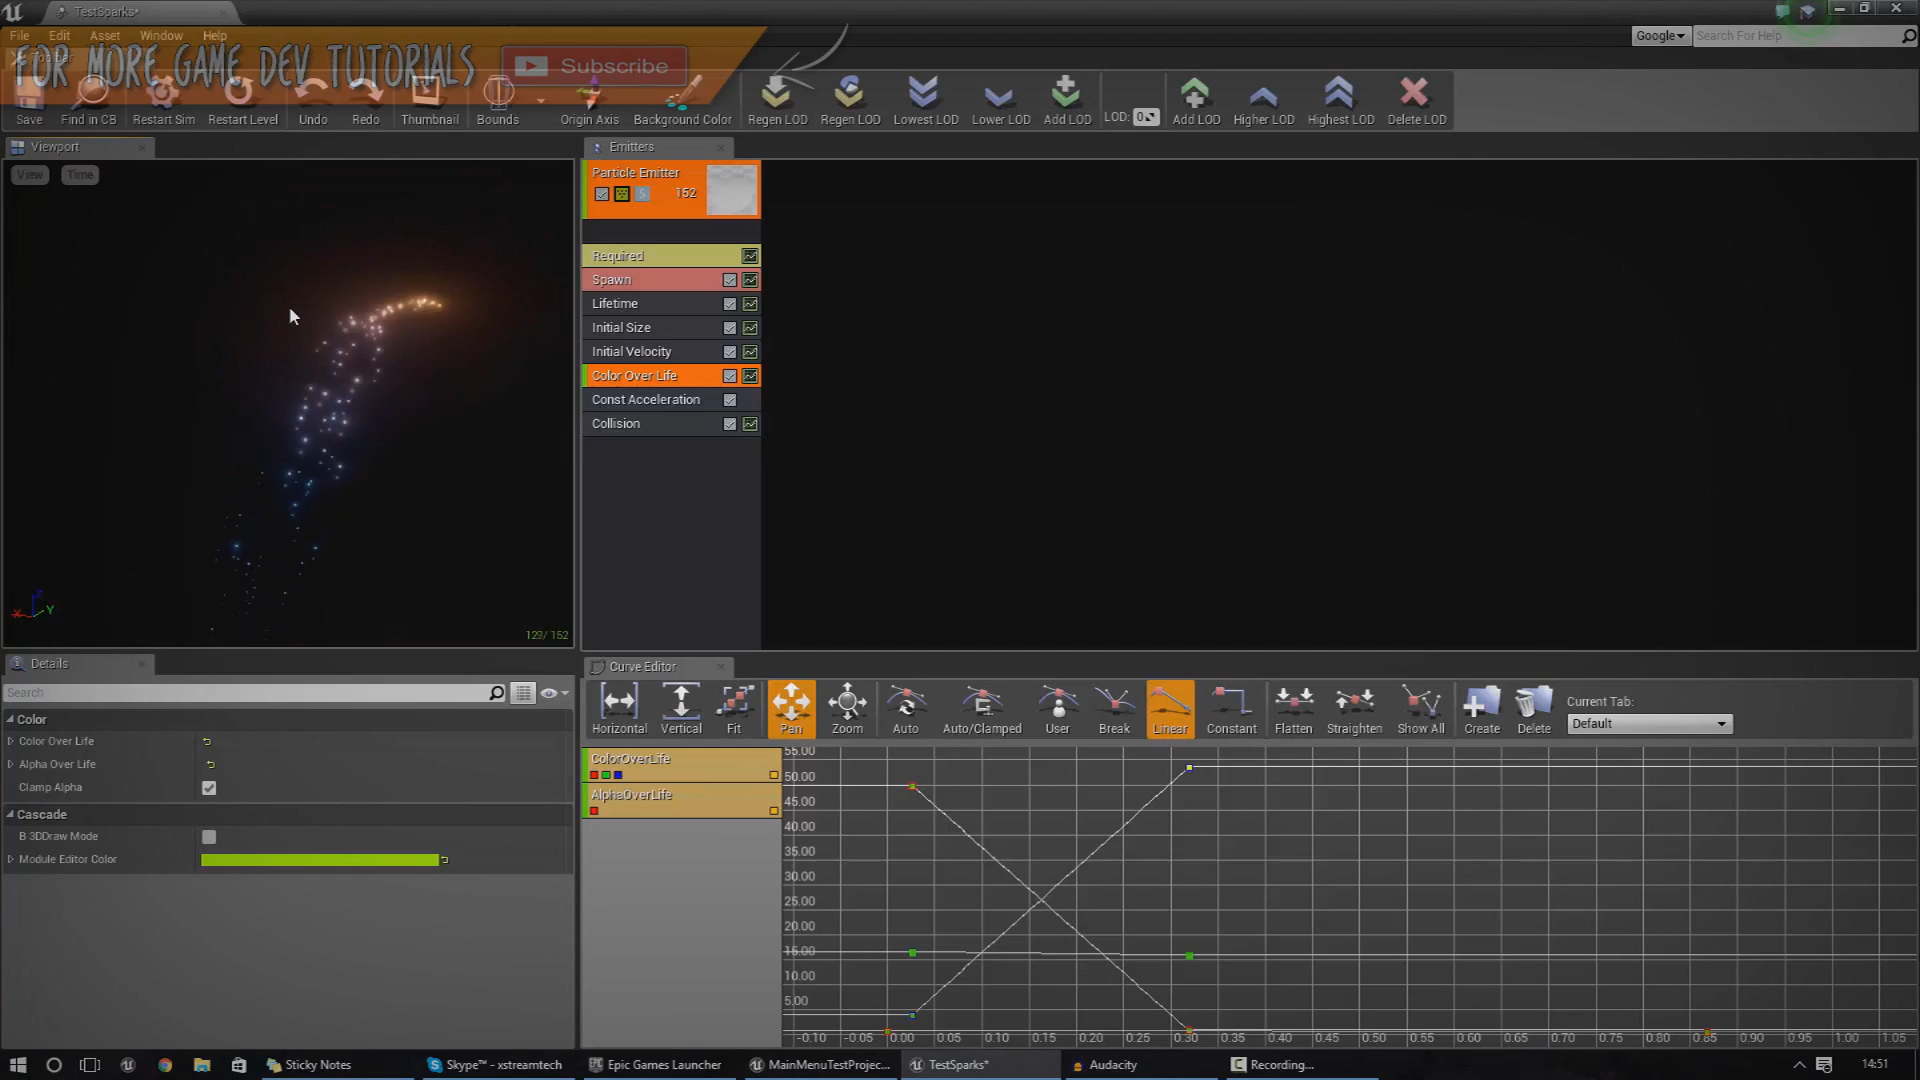 TestSparks*
File Edit Asset Window Help
Google
Search For Help
FOR MORE GAME DEV TUTORIALS
Subscribe
Save Find in CB Restart Sim Restart Level Undo Redo Thumbnail Bounds Origin Axis Background Color Regen LOD Regen LOD Lowest LOD Lower LOD Add LOD LOD: 0 Add LOD Higher LOD Highest LOD Delete LOD
Viewport
View Time
129/ 152
Emitters
Particle Emitter
S 152
Required
Spawn
Lifetime
Initial Size
Initial Velocity
Color Over Life
Const Acceleration
Collision
Details
Search
Color
Color Over Life
Alpha Over Life
Clamp Alpha
Cascade
B 3DDraw Mode
Module Editor Color
Curve Editor
Horizontal Vertical Fit Pan Zoom Auto Auto/Clamped User Break Linear Constant Flatten Straighten Show All Create Delete
Current Tab:
Default
ColorOverLife
AlphaOverLife
55.00
50.00
45.00
40.00
35.00
30.00
25.00
20.00
15.00
10.00
5.00
-0.10 -0.05 0.00 0.05 0.10 0.15 0.20 0.25 0.30 0.35 0.40 0.45 0.50 0.55 0.60 0.65 0.70 0.75 0.80 0.85 0.90 0.95 1.00 1.05
Sticky Notes
Skype™ - xstreamtech
Epic Games Launcher
MainMenuTestProjec...
TestSparks*
Audacity
Recording...
14:51